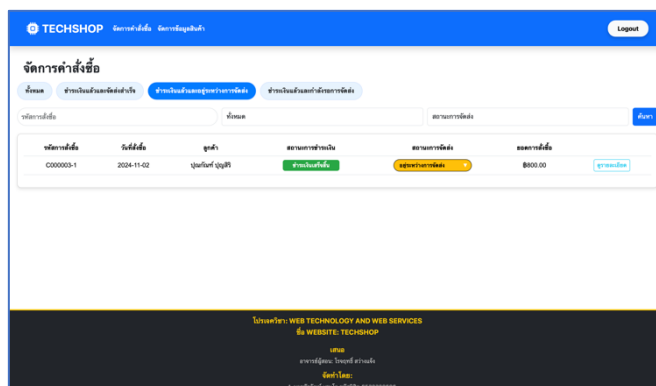 TECHSHOP จัดการคำสั่งซื้อ จัดการข้อมูลสินค้า Logout
จัดการคำสั่งซื้อ
ทั้งหมด ชำระเงินแล้วและจัดส่งสำเร็จ ชำระเงินแล้วและอยู่ระหว่างการจัดส่ง ชำระเงินแล้วและกำลังรอการจัดส่ง
รหัสการสั่งซื้อ ทั้งหมด สถานะการจัดส่ง ค้นหา
รหัสการสั่งซื้อ วันที่สั่งซื้อ ลูกค้า สถานะการชำระเงิน สถานะการจัดส่ง ยอดการสั่งซื้อ
C000003-1 2024-11-02 ปุณกันท์ ปุญสิริ ชำระเงินเสร็จสิ้น อยู่ระหว่างการจัดส่ง ฿800.00 ดูรายละเอียด
โปรเจควิชา: WEB TECHNOLOGY AND WEB SERVICES
ชื่อ WEBSITE: TECHSHOP
เสนอ
อาจารย์ผู้สอน: ไรจฤทธิ์ สว่างแจ้ง
จัดทำโดย: